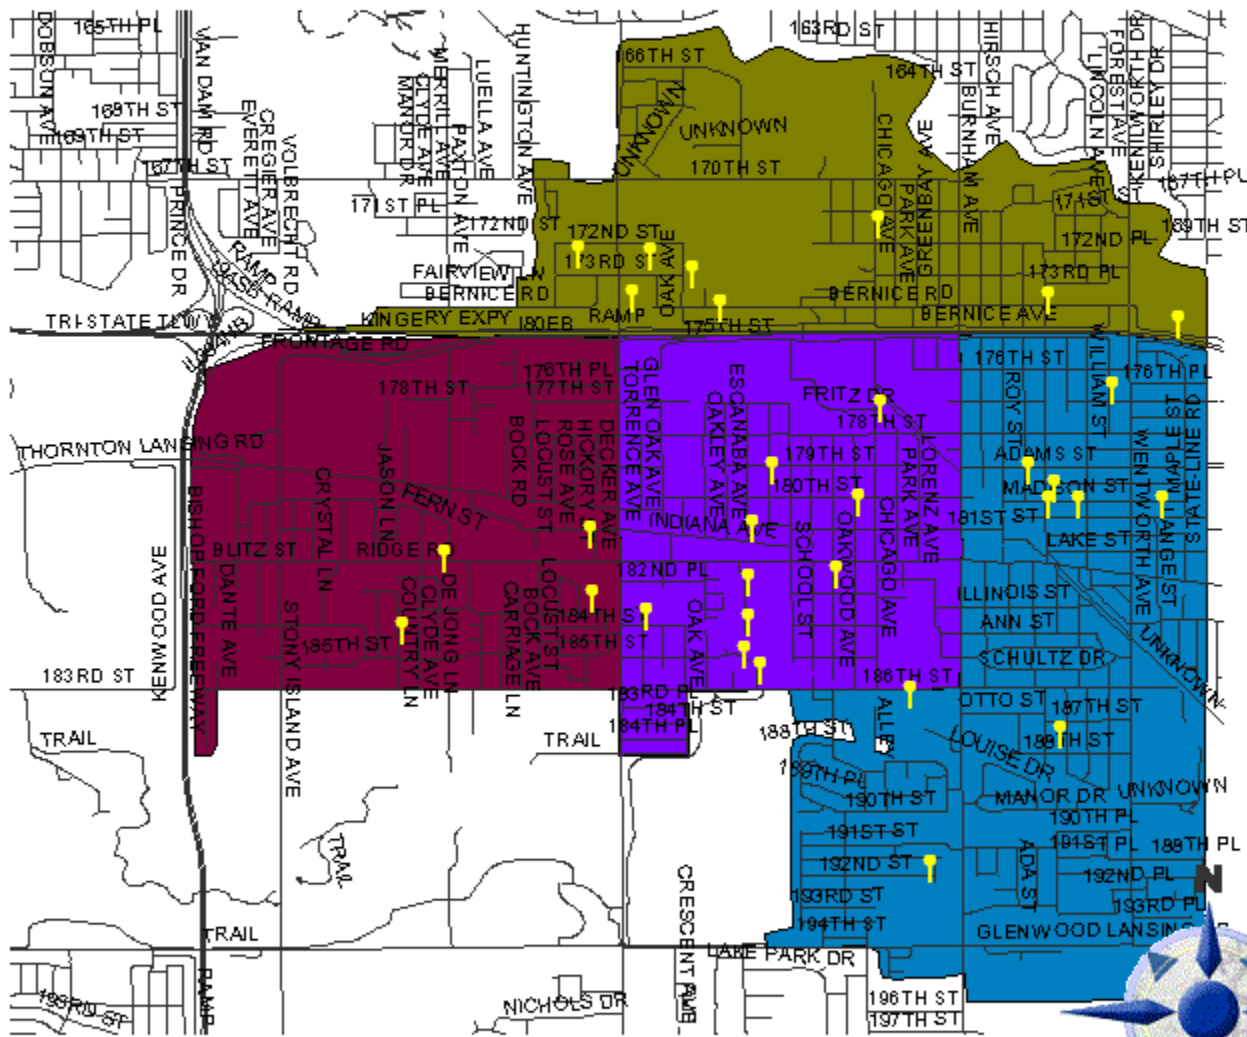 165TH PL
163RD ST
DOBSON AV
VAN DAM RD
HUNTINGTON AVE
HIRSCH AVE
FOREST AVE
KENILWORTH DR
SHIRLEY DR
166TH ST
164TH ST
MERRIL AVE
CLYDE AVE
MANOR DR
LUELLA AVE
BURNHAM AVE
169TH ST
169TH ST
EVERETT AVE
GREGIER AVE
VOLBRECHT RD
PAXTON AVE
UNKNOWN
UNKNOWN
CHICAGO AVE
GREENBAY AVE
PARK AVE
167TH ST
170TH ST
167TH PL
PRINCE DR
171ST PL
172ND ST
172ND ST
171ST
169TH ST
172ND PL
RAMP
FAIRVIEW LN
173RD ST
OAK AVE
173RD PL
BERNICE RD
BERNICE RD
TRI-STATE TLWY
KINGERY EXPY
I80EB
RAMP
175TH ST
BERNICE AVE
FRONTAGE RD
176TH PL
176TH ST
WILLIAM ST
176TH PL
178TH ST
177TH ST
GLEN OAK AVE
TORRENCE AVE
ESCANABA AVE
OAKLEY AVE
FRITZ DR
178TH ST
ROY ST
MAPLE ST
STATE-LINE RD
THORNTON LANSING RD
JASON LN
BOCK RD
LOCUST ST
ROSE AVE
HICKORY
DECKER AVE
179TH ST
LORENZ AVE
PARK AVE
ADAMS ST
WENTWORTH AVE
CRYSTAL LN
FERN ST
180TH ST
MADISON ST
BISHOP FORD FREEWAY
INDIANA AVE
SCHOOL ST
OAKWOOD AVE
CHICAGO AVE
181ST ST
LAKE ST
KENWOOD AVE
BLITZ ST
RIDGE RD
182ND PL
ILLINOIS ST
DANTE AVE
STONY ISLAND AVE
COUNTRY LN
CLYDE AVE
DE JONG LN
CARRIAGE LN
BOCK AVE
LOCUST ST
184TH ST
OAK AVE
ANN ST
UNKNOWN
185TH ST
185TH ST
SCHULTZ DR
183RD ST
186TH ST
183RD PL
184TH ST
184TH PL
ALLEY
OTTO ST
187TH ST
TRAIL
TRAIL
188TH ST
LOUISE DR
188TH ST
189TH PL
190TH ST
MANOR DR
UNKNOWN
190TH PL
191ST ST
191ST PL
189TH PL
TRAIL
192ND ST
ADA ST
192ND PL
N
CRESCENT AVE
193RD ST
193RD PL
194TH ST
GLENWOOD LANSING
TRAIL
LAKE PARK DR
RAMP
195RD ST
NICHOLS DR
196TH ST
197TH ST